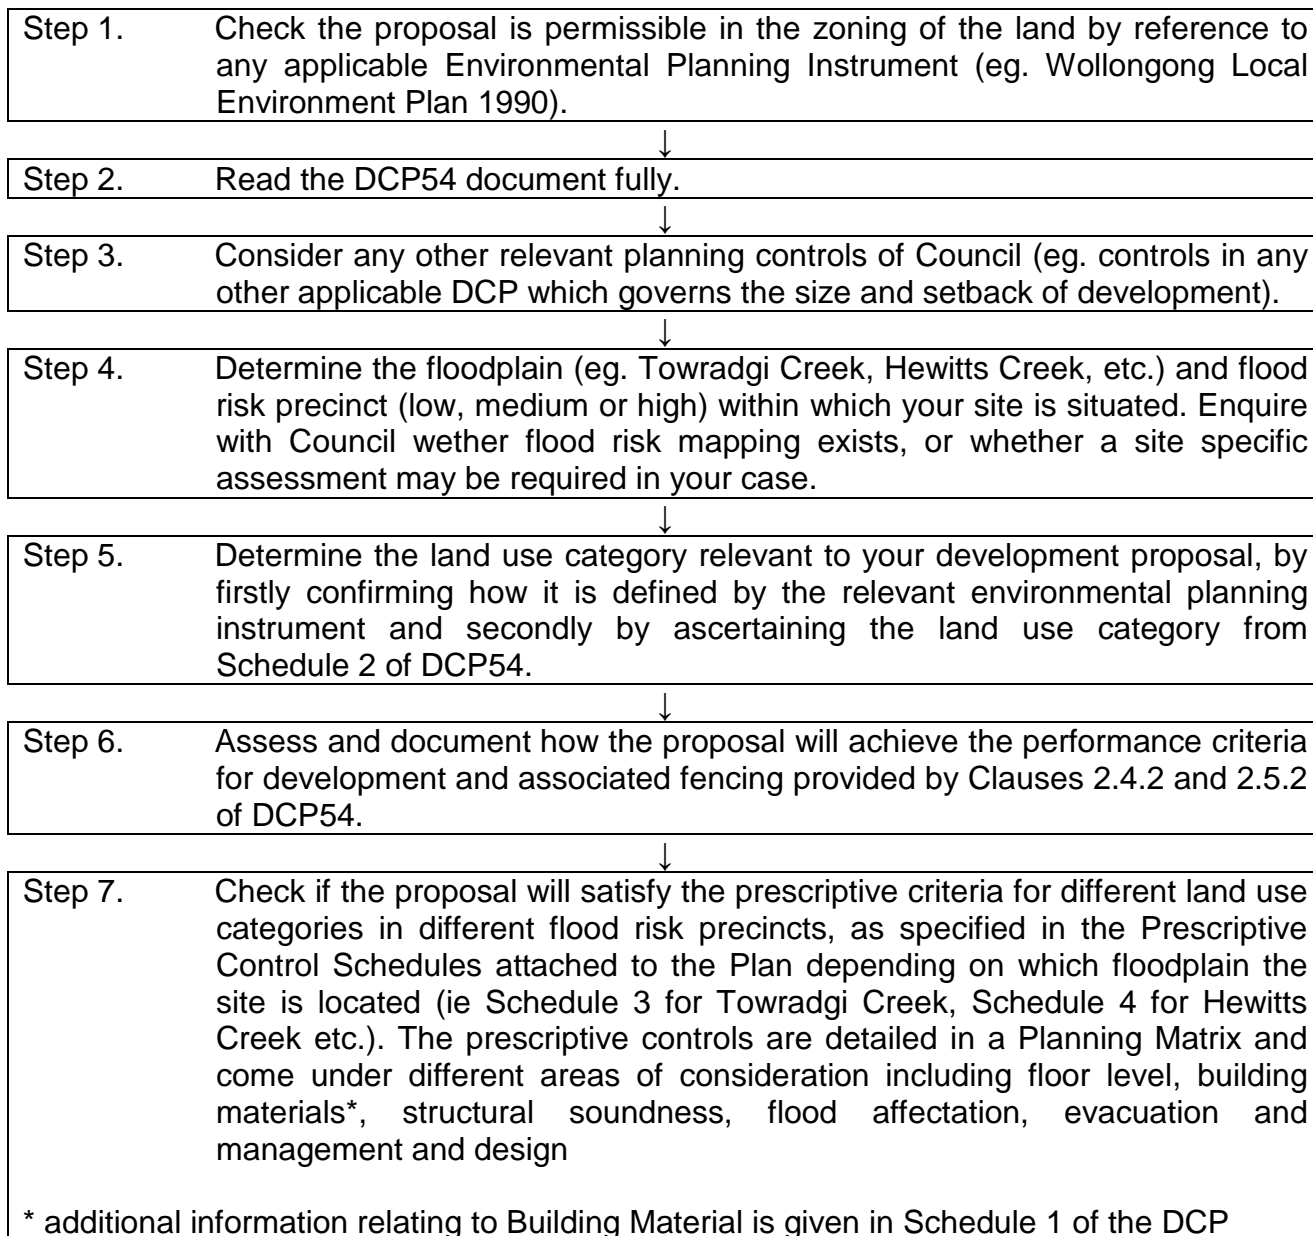 Step 1. Check the proposal is permissible in the zoning of the land by reference to
any applicable Environmental Planning Instrument (eg. Wollongong Local
Environment Plan 1990).
↓
Step 2. Read the DCP54 document fully.
↓
Step 3. Consider any other relevant planning controls of Council (eg. controls in any
other applicable DCP which governs the size and setback of development).
↓
Step 4. Determine the floodplain (eg. Towradgi Creek, Hewitts Creek, etc.) and flood
risk precinct (low, medium or high) within which your site is situated. Enquire
with Council wether flood risk mapping exists, or whether a site specific
assessment may be required in your case.
↓
Step 5. Determine the land use category relevant to your development proposal, by
firstly confirming how it is defined by the relevant environmental planning
instrument and secondly by ascertaining the land use category from
Schedule 2 of DCP54.
↓
Step 6. Assess and document how the proposal will achieve the performance criteria
for development and associated fencing provided by Clauses 2.4.2 and 2.5.2
of DCP54.
↓
Step 7. Check if the proposal will satisfy the prescriptive criteria for different land use
categories in different flood risk precincts, as specified in the Prescriptive
Control Schedules attached to the Plan depending on which floodplain the
site is located (ie Schedule 3 for Towradgi Creek, Schedule 4 for Hewitts
Creek etc.). The prescriptive controls are detailed in a Planning Matrix and
come under different areas of consideration including floor level, building
materials*, structural soundness, flood affectation, evacuation and
management and design
* additional information relating to Building Material is given in Schedule 1 of the DCP